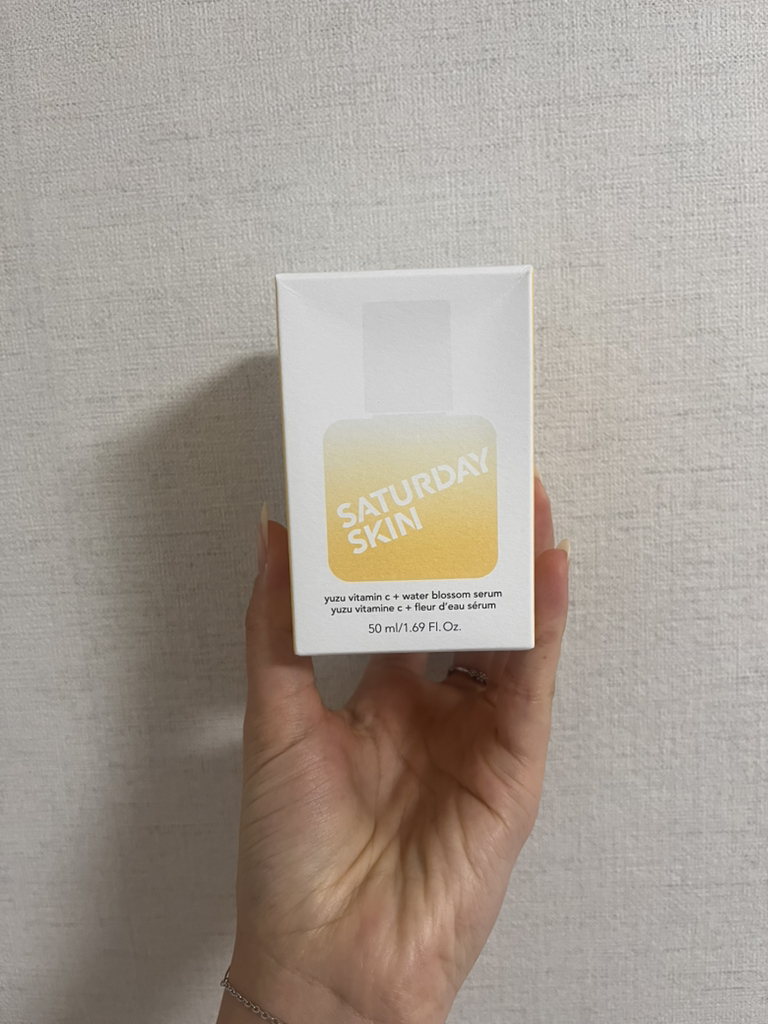 SATURDAY
SKIN
yuzu vitamin c + water blossom serum
yuzu vitamine c + fleur d'eau sérum
50 ml/1.69 Fl. Oz.